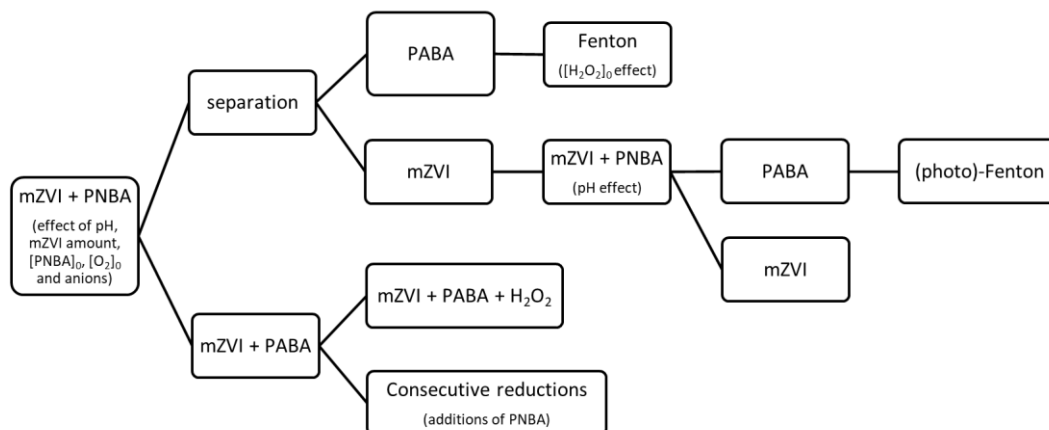 mZVI + PNBA
(effect of pH,
mZVI amount,
[PNBA]₀, [O₂]₀
and anions)
separation
PABA
Fenton
([H₂O₂]₀ effect)
mZVI
mZVI + PNBA
(pH effect)
PABA
(photo)-Fenton
mZVI
mZVI + PABA
mZVI + PABA + H₂O₂
Consecutive reductions
(additions of PNBA)